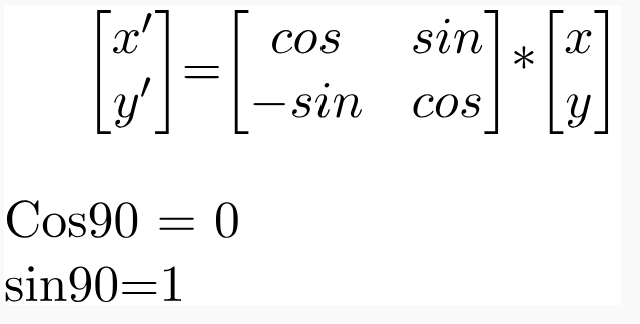 [x′ y′] = [cos sin −sin cos] * [x y]
Cos90 = 0
sin90=1